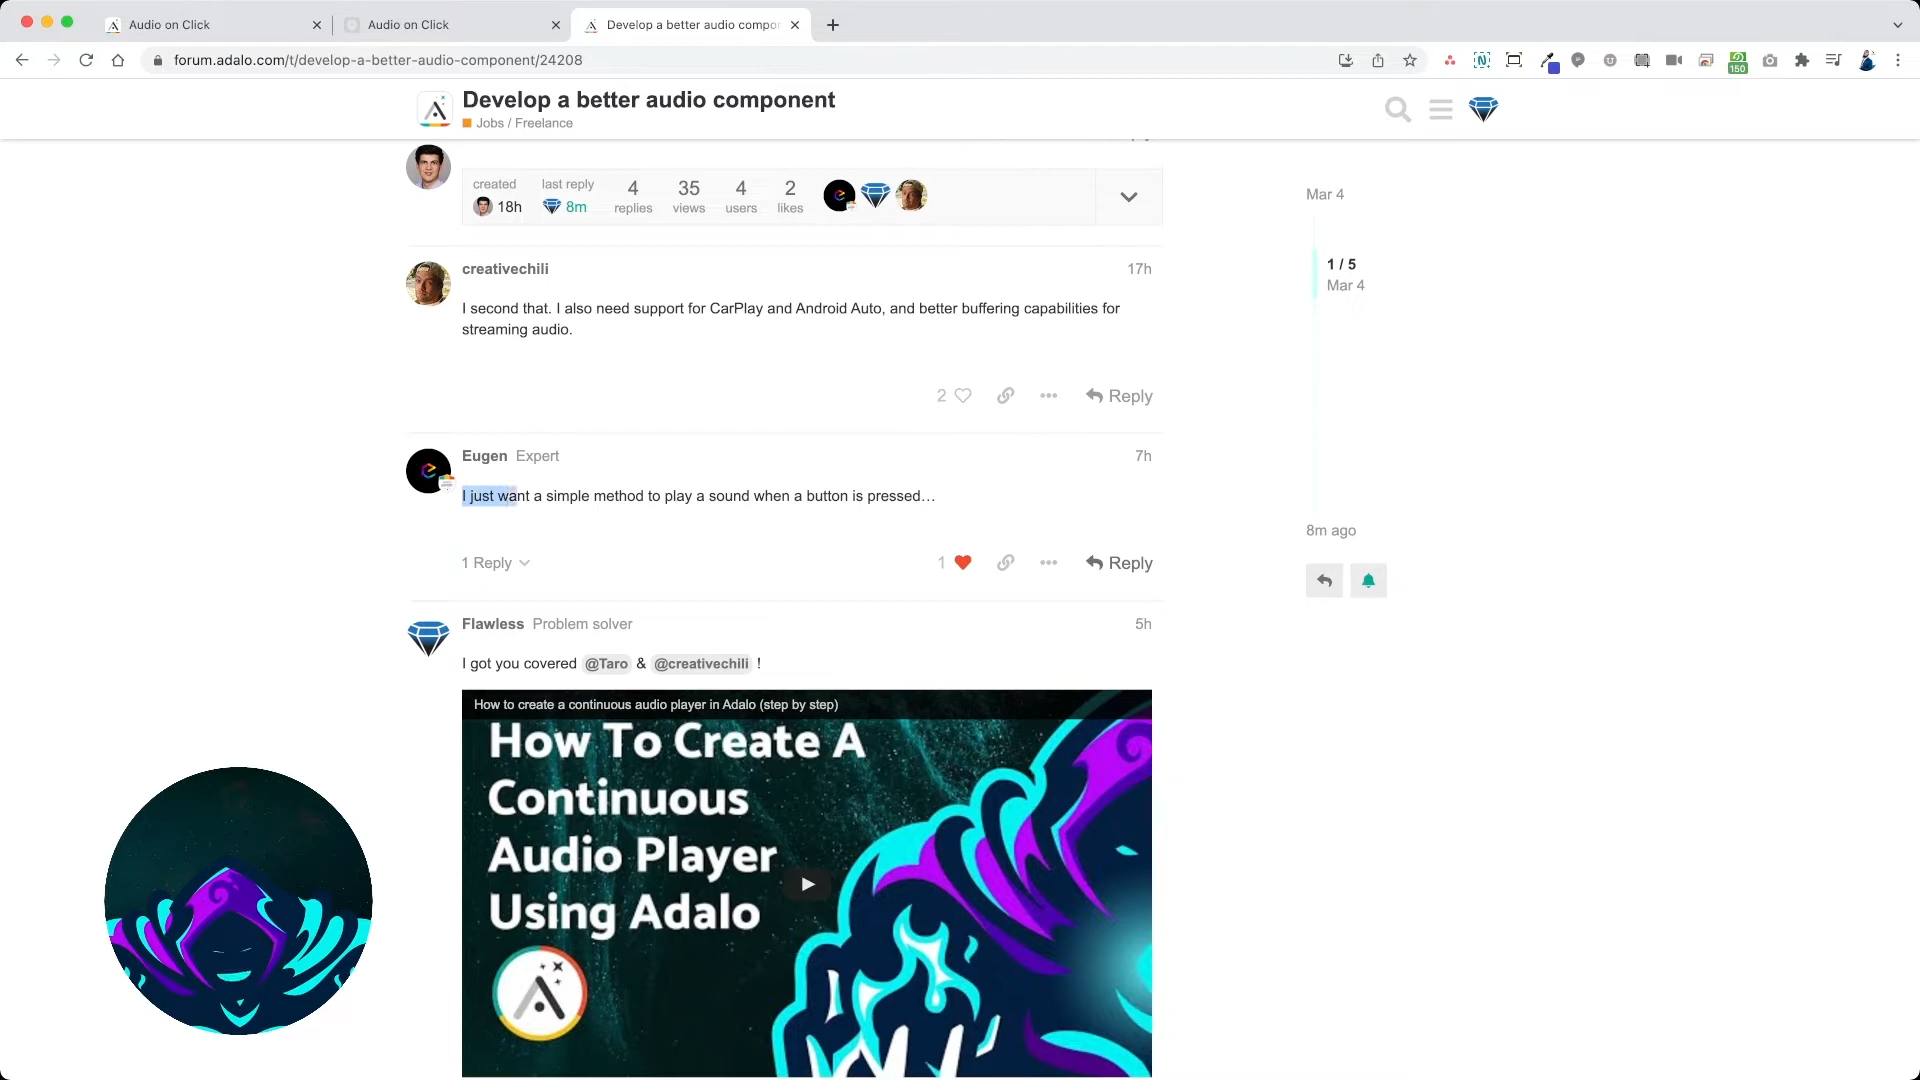 Audio on Click
Audio on Click
Develop a better audio compo
forum.adalo.com/t/develop-a-better-audio-component/24208
150
Develop a better audio component
Jobs / Freelance
created
last reply
4
35
4
2
18h
8m
replies
views
users
likes
Mar 4
1 / 5
Mar 4
creativechili
17h
I second that. I also need support for CarPlay and Android Auto, and better buffering capabilities for
streaming audio.
2
Reply
Eugen Expert
7h
I just want a simple method to play a sound when a button is pressed…
8m ago
1 Reply
1
Reply
Flawless Problem solver
5h
I got you covered @Taro & @creativechili !
How to create a continuous audio player in Adalo (step by step)
How To Create A
Continuous
Audio Player
Using Adalo